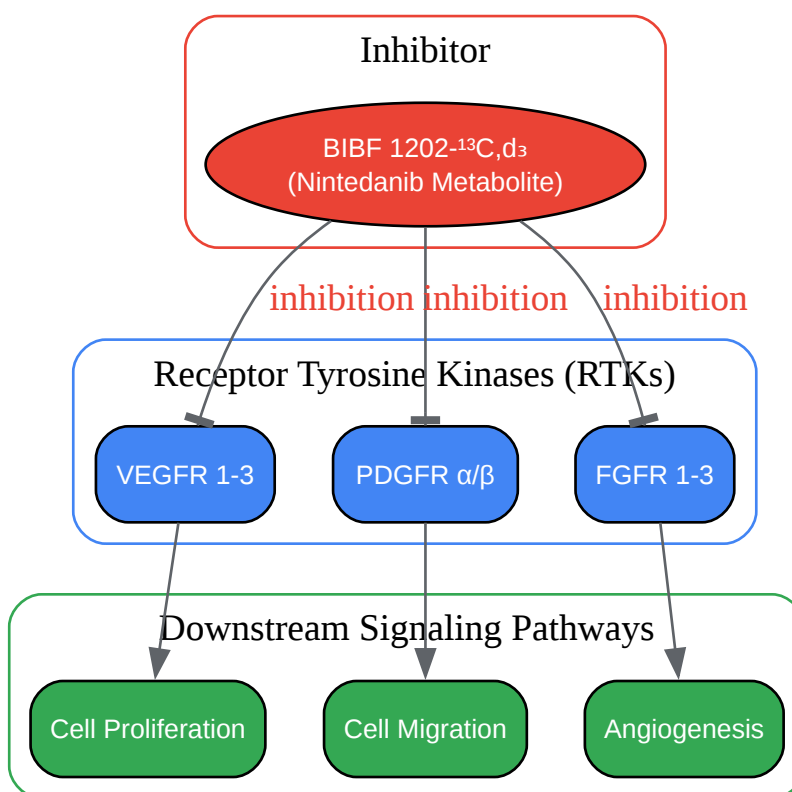 Inhibitor
BIBF 1202-¹³C,d₃
(Nintedanib Metabolite)
inhibition inhibition inhibition
Receptor Tyrosine Kinases (RTKs)
VEGFR 1-3 PDGFR α/β FGFR 1-3
Downstream Signaling Pathways
Cell Proliferation Cell Migration Angiogenesis